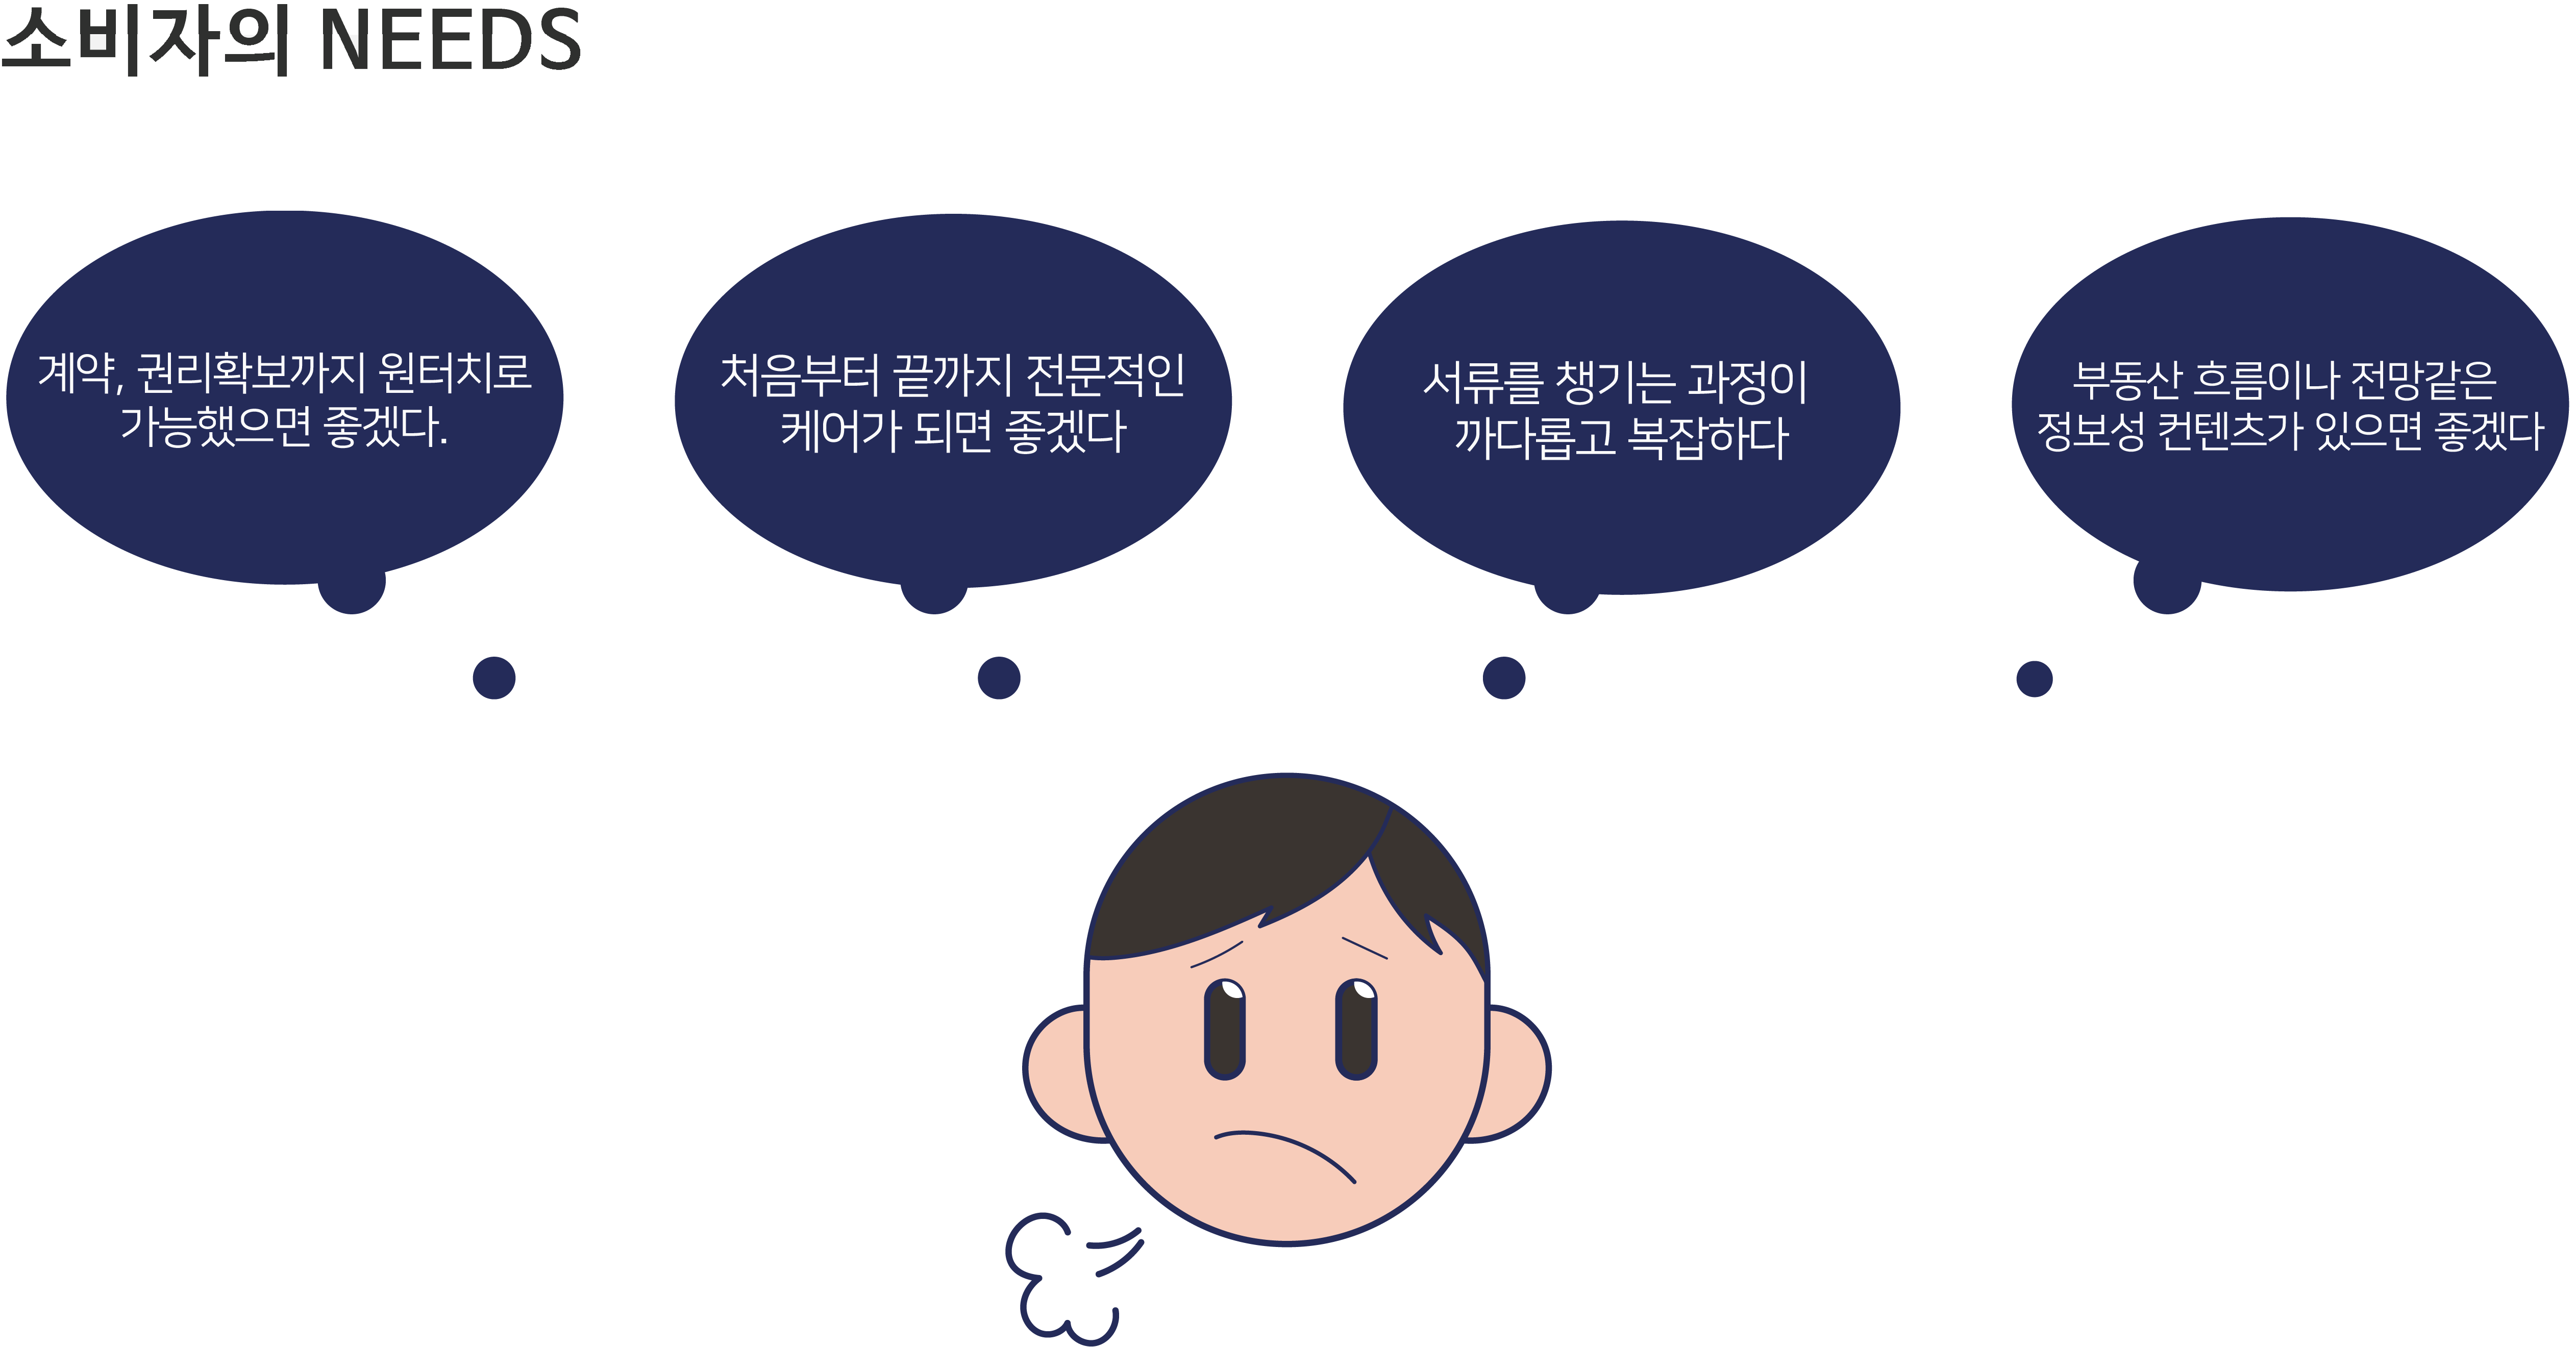 소비자의 NEEDS
계약, 권리확보까지 원터치로
가능했으면 좋겠다.
처음부터 끝까지 전문적인
케어가 되면 좋겠다
서류를 챙기는 과정이
까다롭고 복잡하다
부동산 흐름이나 전망같은
정보성 컨텐츠가 있으면 좋겠다